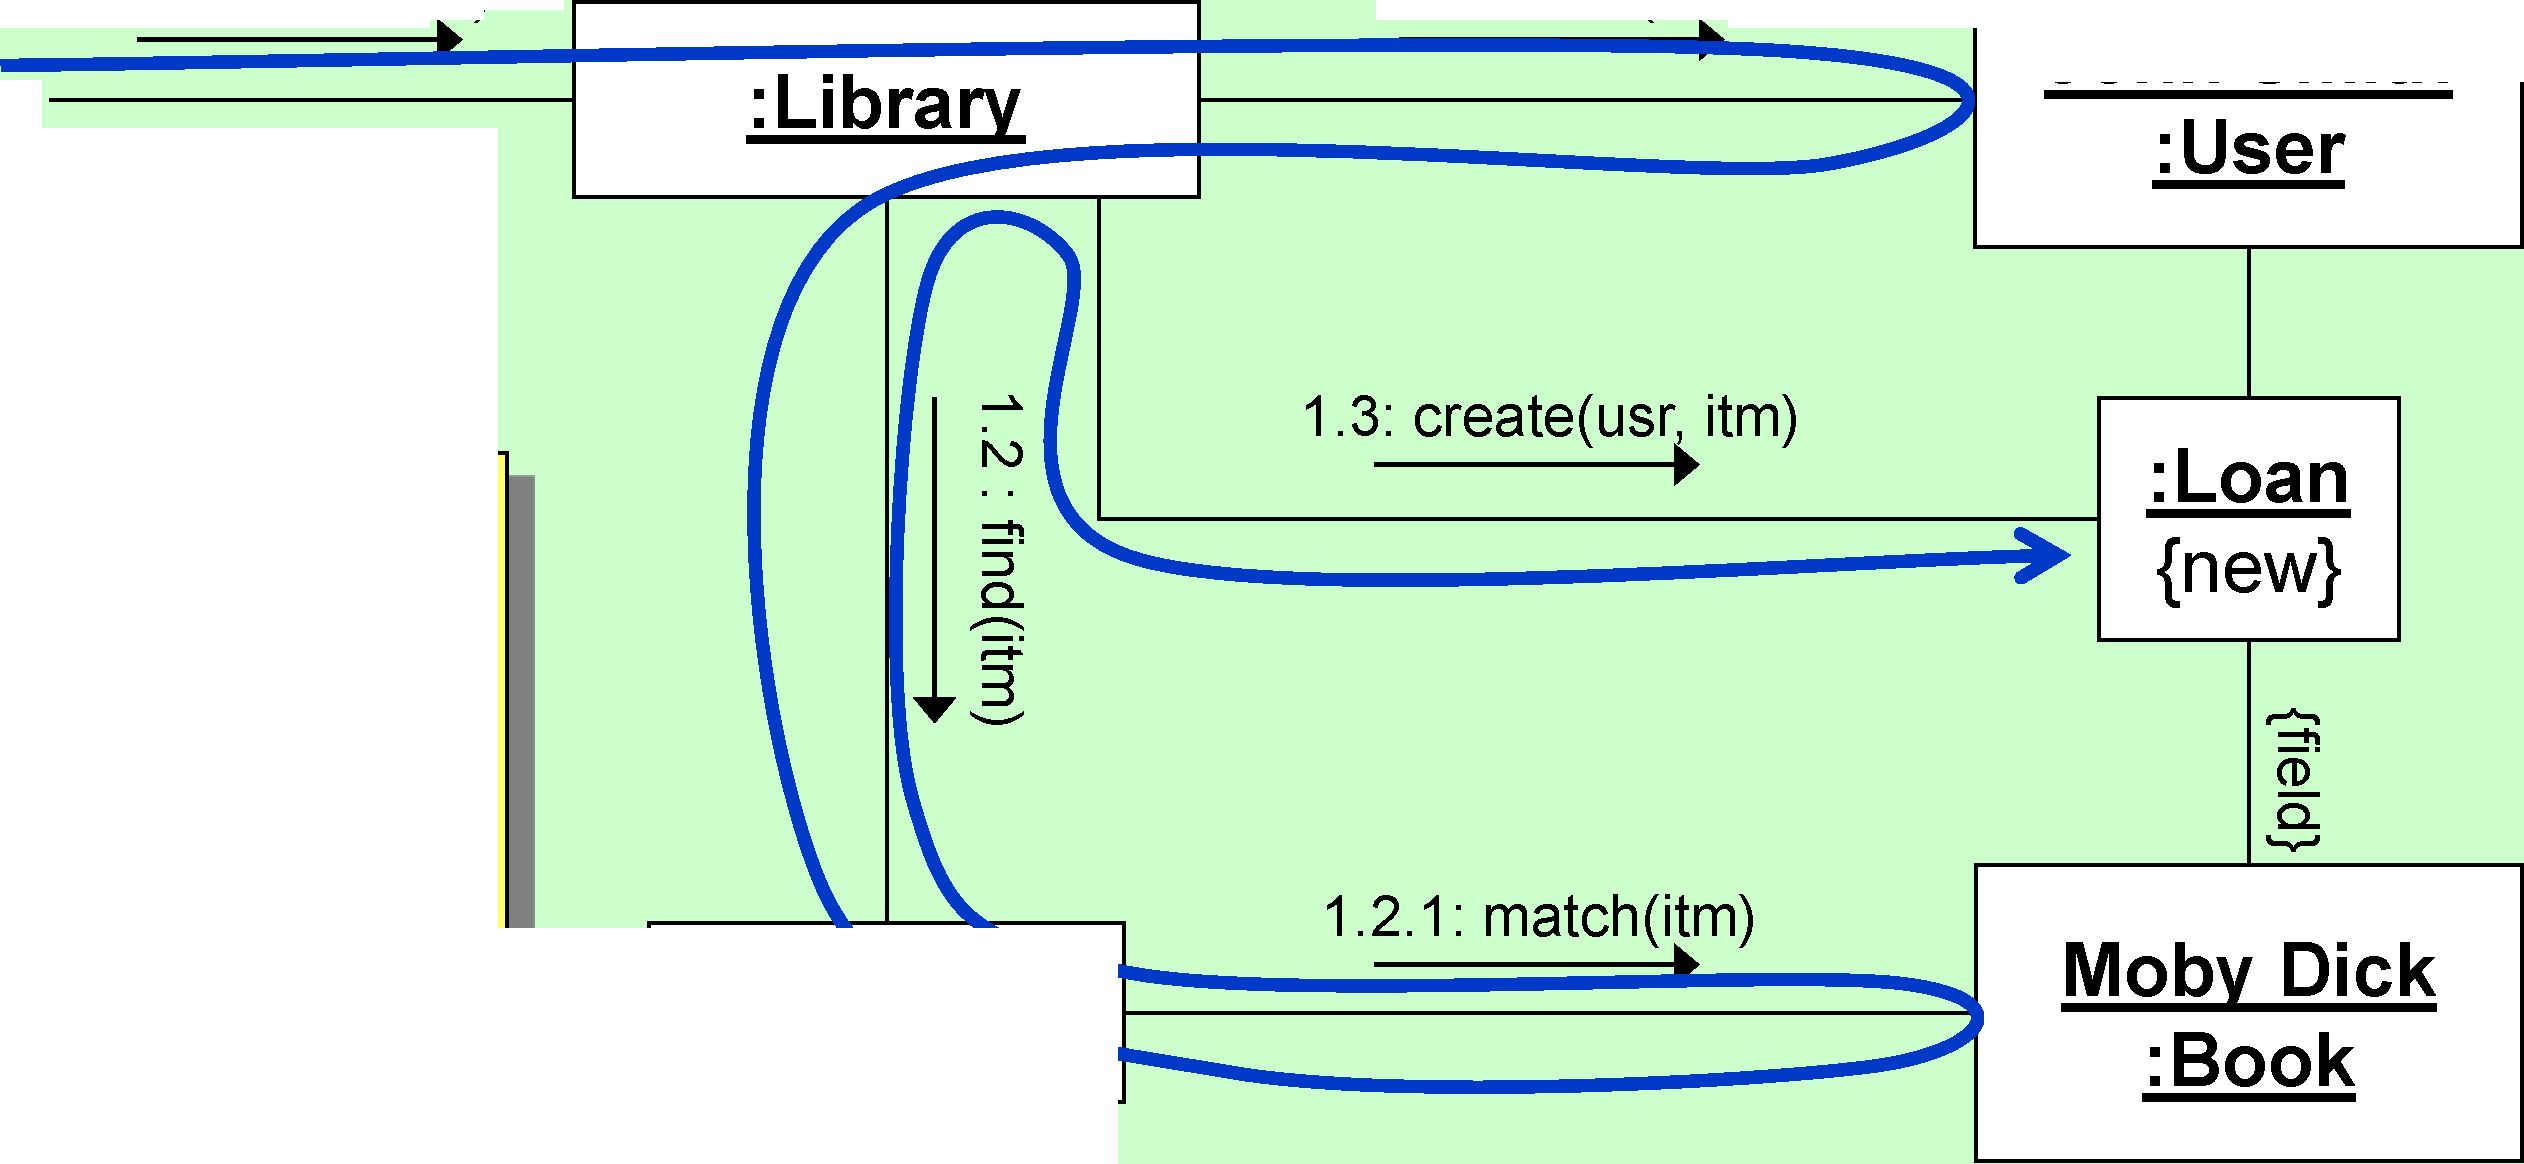 :Library
:User
1.3: create(usr, itm)
:Loan
{new}
1.2 : find(itm)
{field}
1.2.1: match(itm)
Moby Dick
:Book